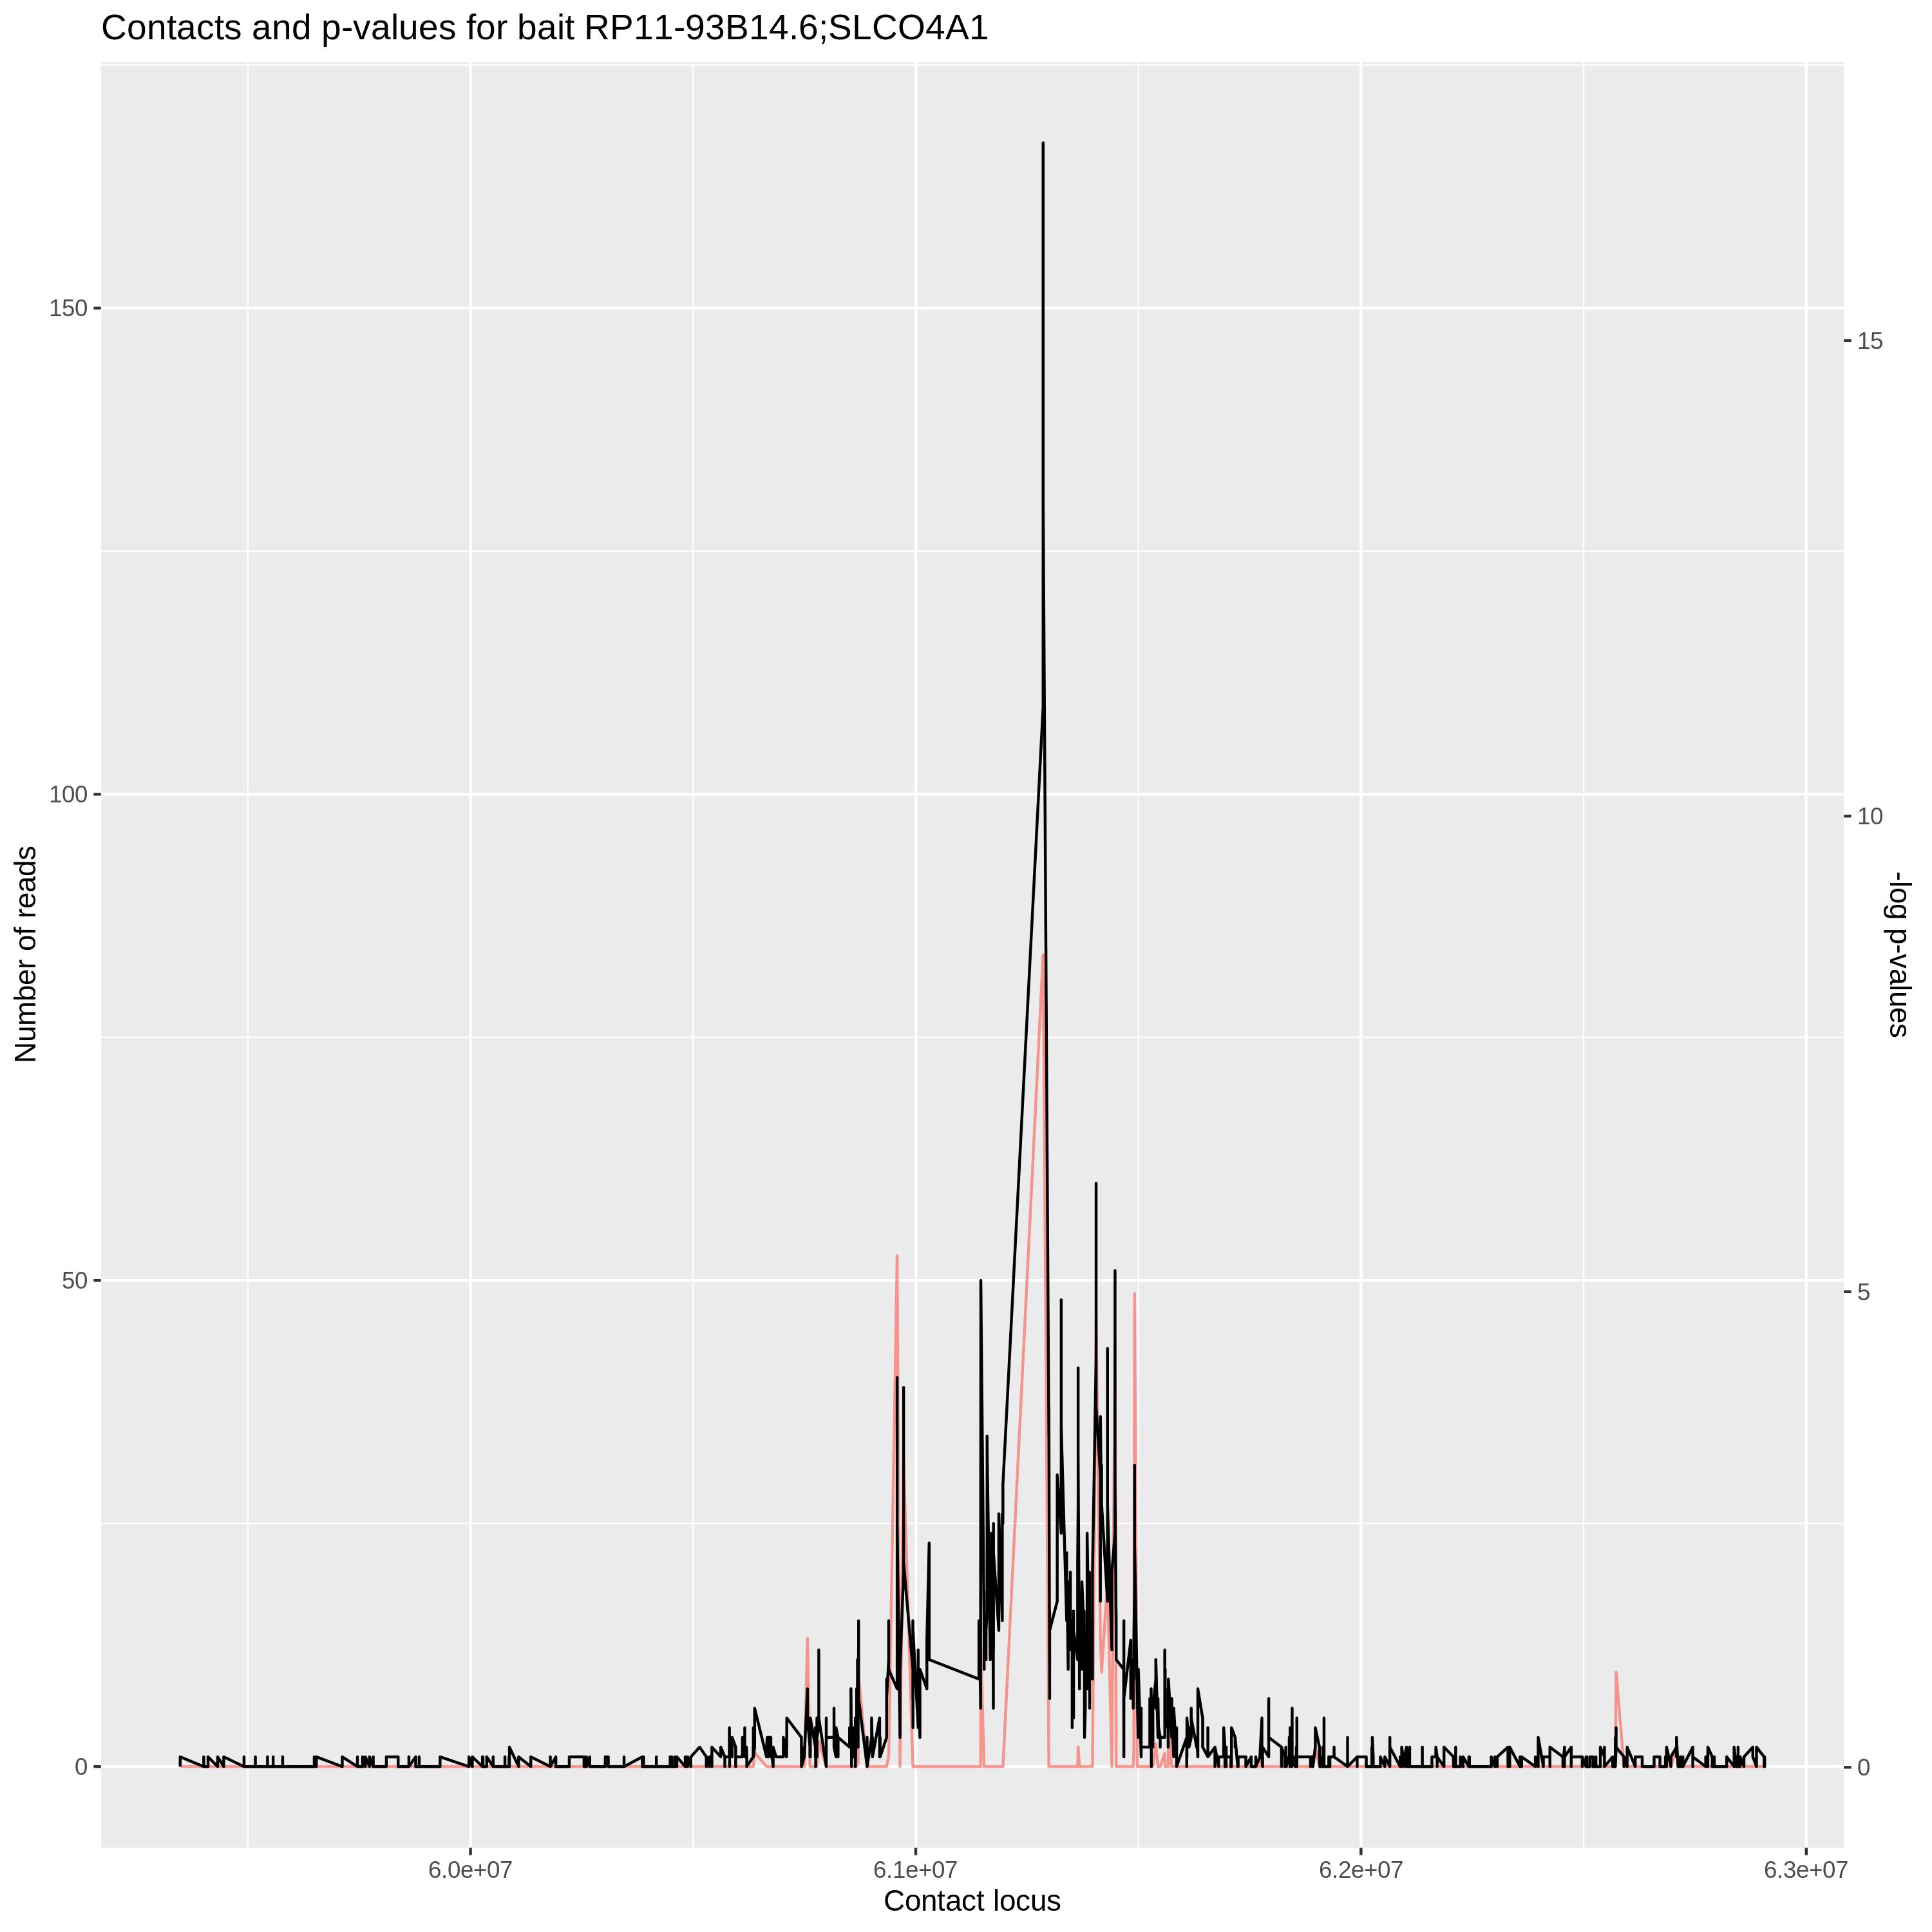 Contacts and p-values for bait RP11-93B14.6;SLCO4A1
150
100
50
0
Number of reads
15
10
5
0
-log p-values
6.0e+07
6.1e+07
6.2e+07
6.3e+07
Contact locus